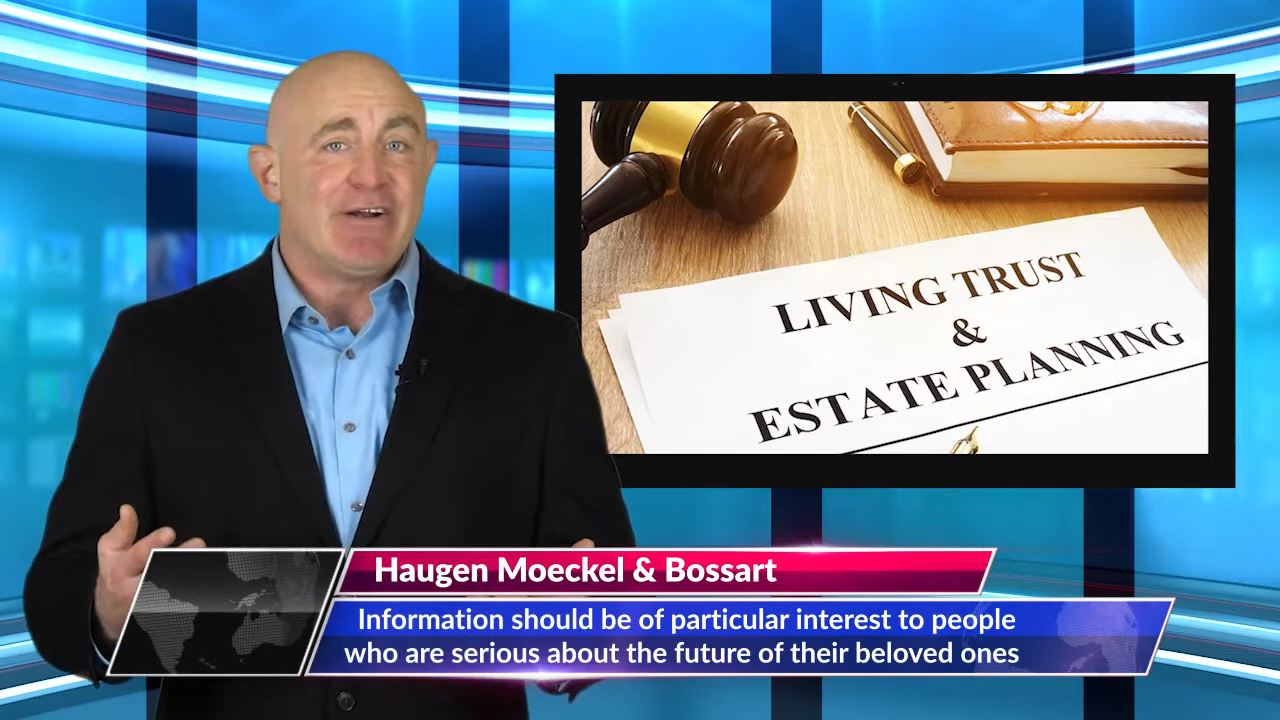 LIVING TRUST
&
ESTATE PLANNING
Haugen Moeckel & Bossart
Information should be of particular interest to people
who are serious about the future of their beloved ones